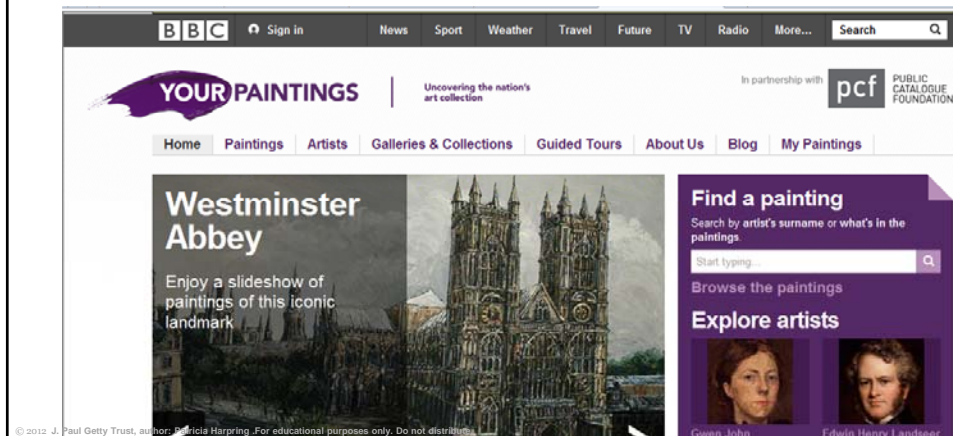 BBC Sign in News Sport Weather Travel Future TV Radio More... Search
YOUR PAINTINGS
Uncovering the nation's
art collection
In partnership with
pcf
PUBLIC
CATALOGUE
FOUNDATION
Home Paintings Artists Galleries & Collections Guided Tours About Us Blog My Paintings
Westminster
Abbey
Enjoy a slideshow of
paintings of this iconic
landmark
Find a painting
Search by artist's surname or what's in the
paintings.
Start typing...
Browse the paintings
Explore artists
Gwen John Edwin Henry Landseer
© 2012 J. Paul Getty Trust, author: Patricia Harpring .For educational purposes only. Do not distribute.